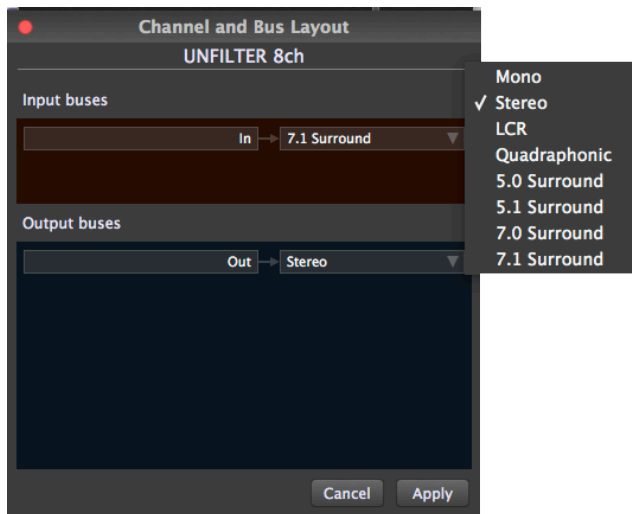 Channel and Bus Layout
UNFILTER 8ch
Input buses
In
7.1 Surround
Output buses
Out
Stereo
Cancel
Apply
Mono
✓ Stereo
LCR
Quadraphonic
5.0 Surround
5.1 Surround
7.0 Surround
7.1 Surround